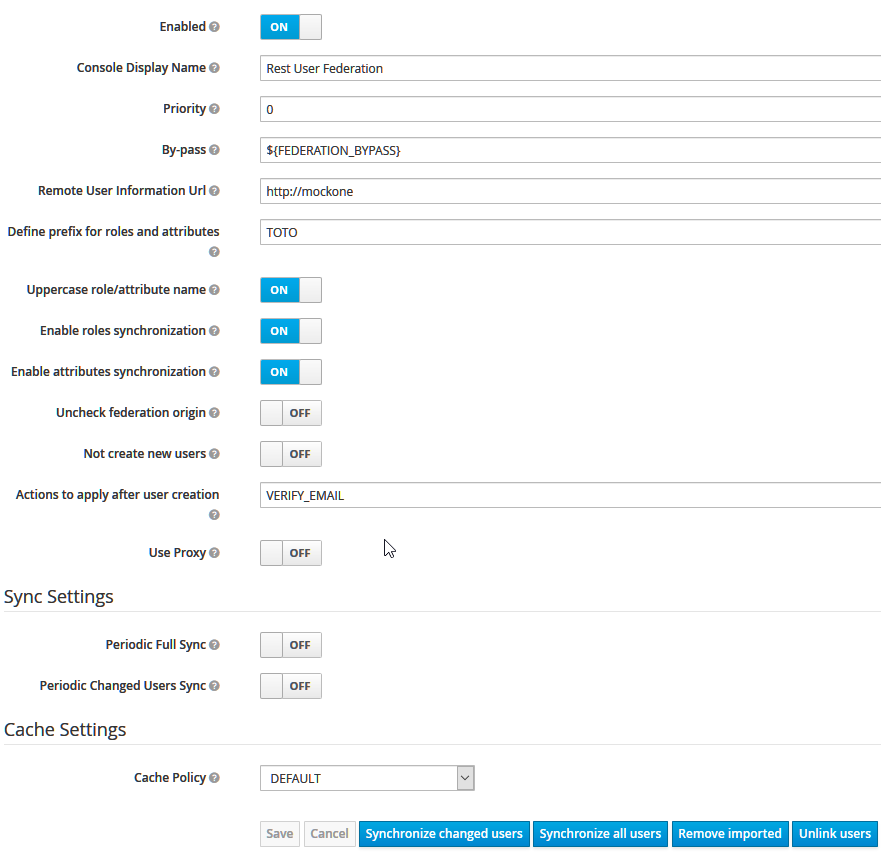 Enabled ON
Console Display Name Rest User Federation
Priority 0
By-pass ${FEDERATION_BYPASS}
Remote User Information Url http://mockone
Define prefix for roles and attributes TOTO
Uppercase role/attribute name ON
Enable roles synchronization ON
Enable attributes synchronization ON
Uncheck federation origin OFF
Not create new users OFF
Actions to apply after user creation VERIFY_EMAIL
Use Proxy OFF
Sync Settings
Periodic Full Sync OFF
Periodic Changed Users Sync OFF
Cache Settings
Cache Policy DEFAULT
Save Cancel Synchronize changed users Synchronize all users Remove imported Unlink users